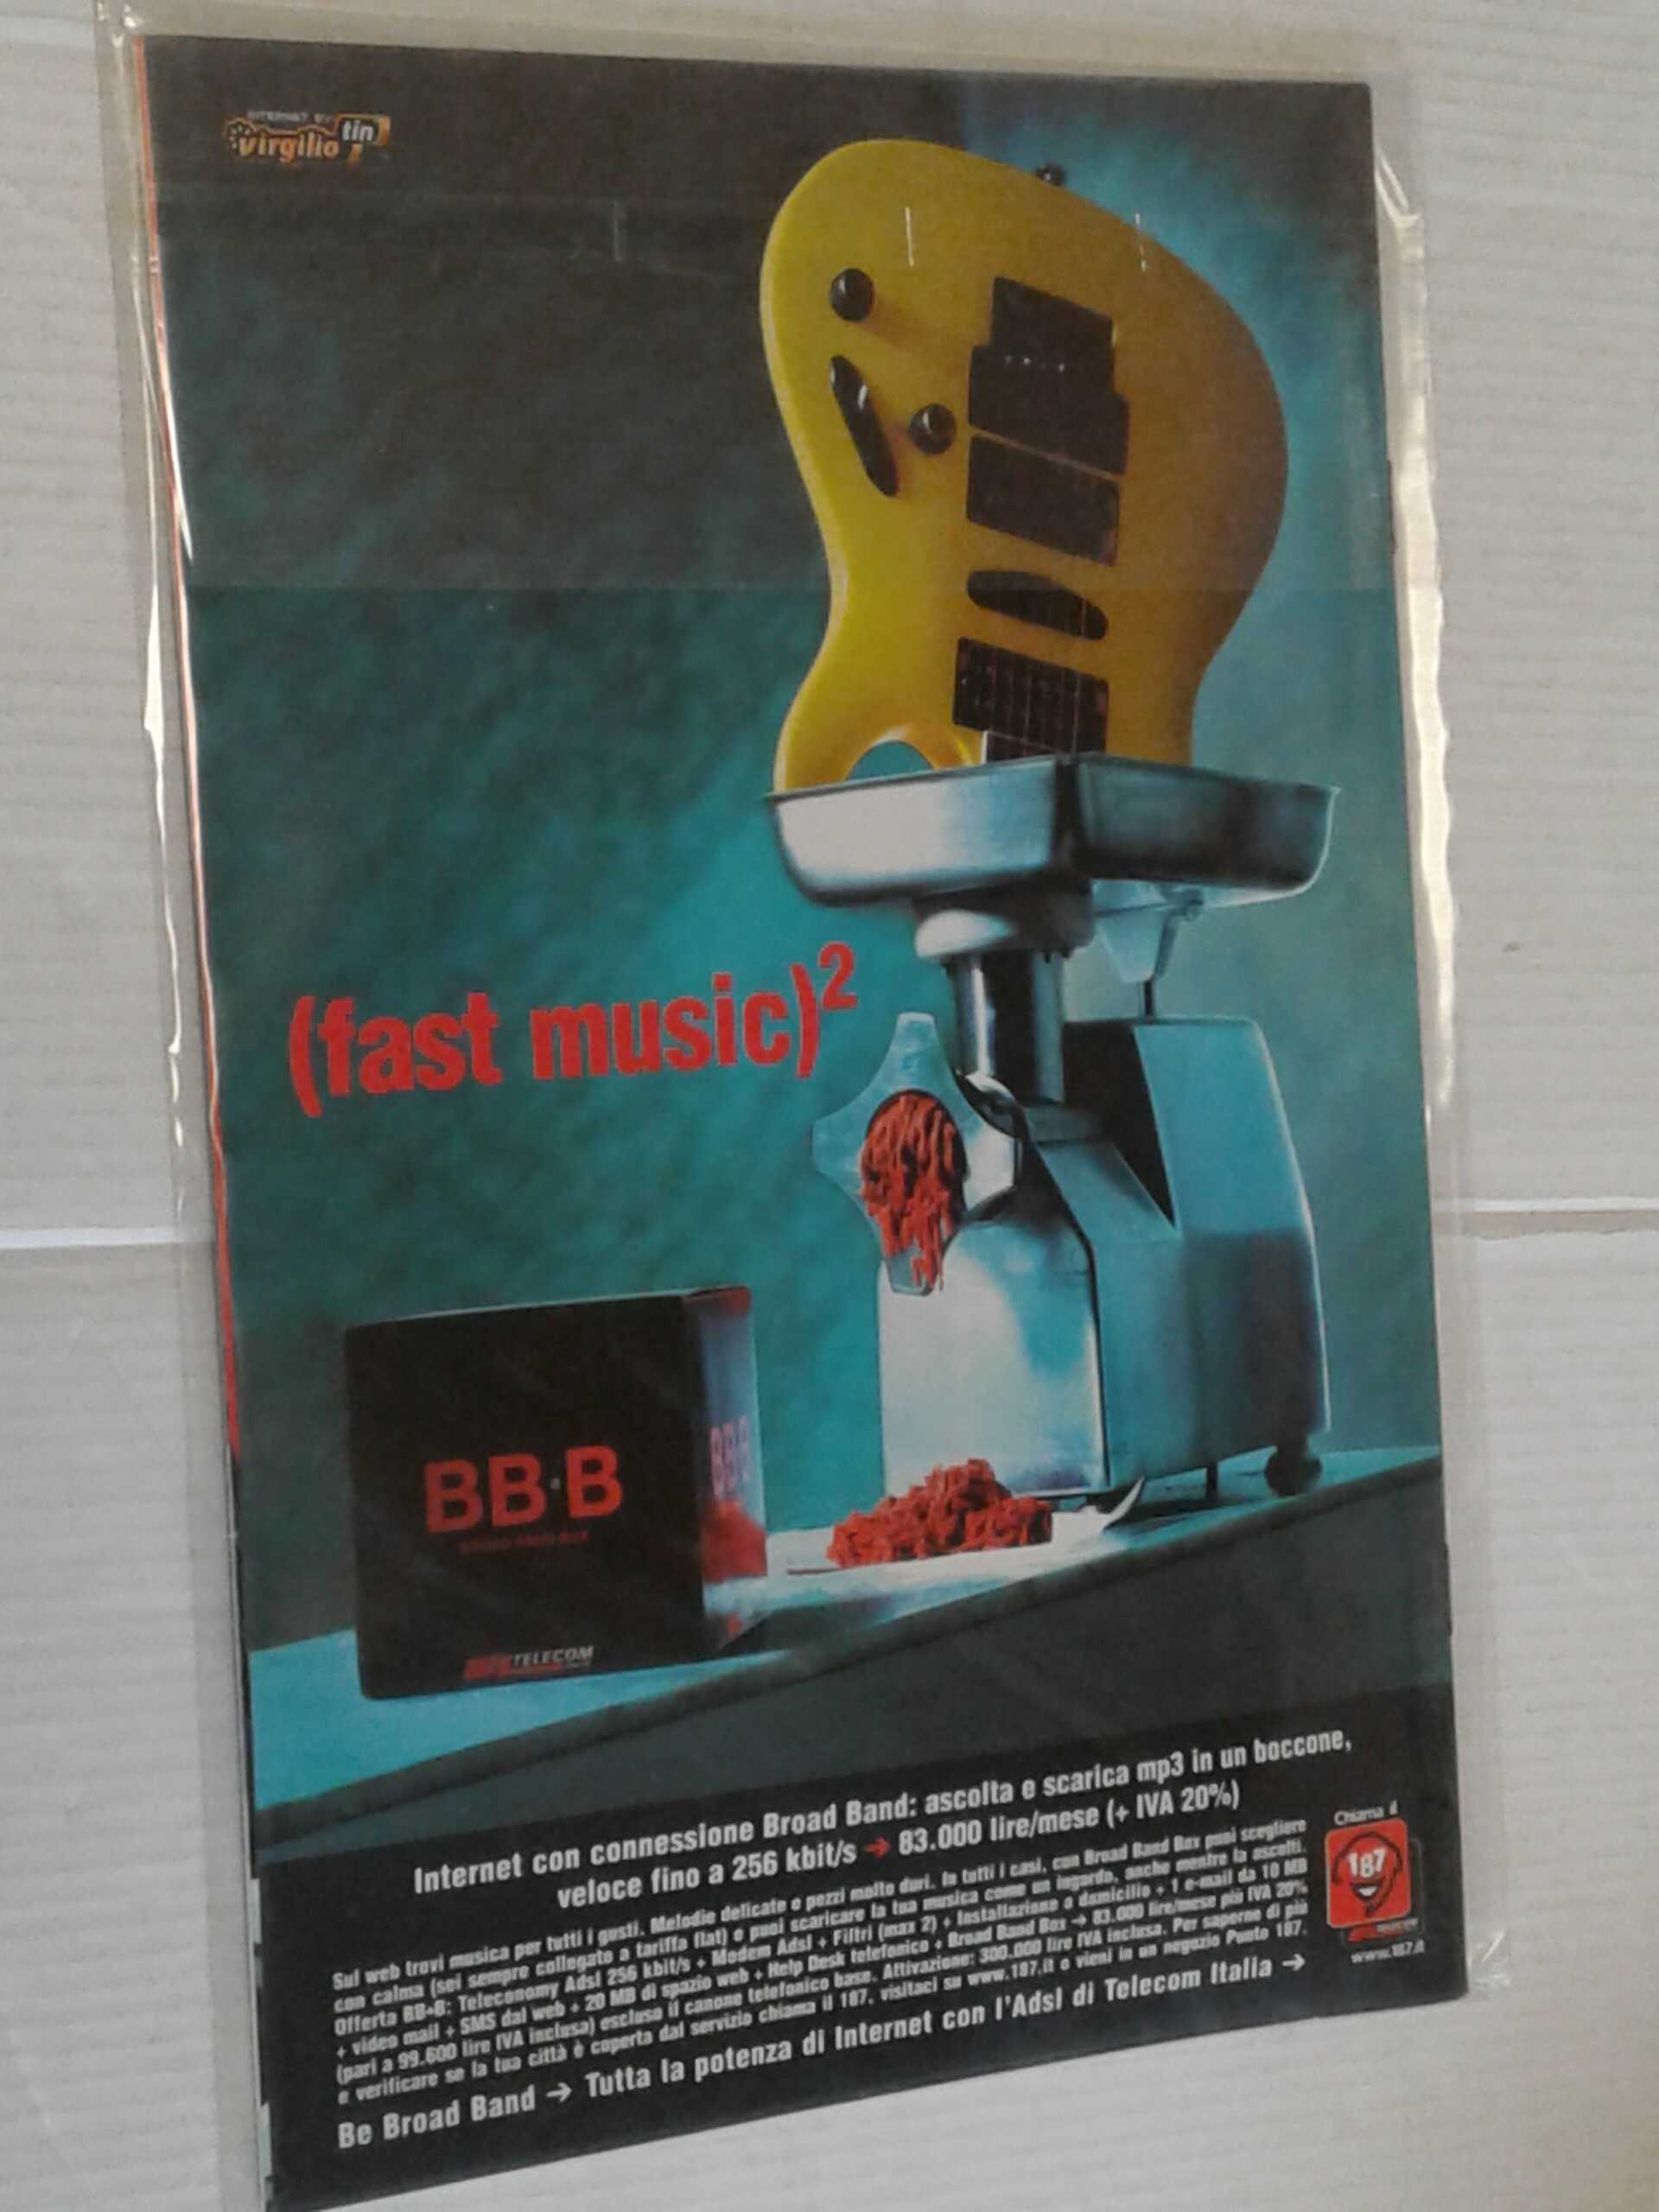 INTERNET BY
virgilio tin
(fast music)²
BB·B
BB·B
BROAD BAND BOX
TELECOM
Internet con connessione Broad Band: ascolta e scarica mp3 in un boccone,
veloce fino a 256 kbit/s → 83.000 lire/mese (+ IVA 20%)
Sul web trovi musica per tutti i gusti. Melodie delicate o pezzi molto duri. In tutti i casi, con Broad Band Box puoi scegliere
con calma (sei sempre collegato a tariffa flat) e puoi scaricare la tua musica come un ingordo, anche mentre la ascolti.
Offerta BB·B: Teleconomy Adsl 256 kbit/s + Modem Adsl + Filtri (max 2) + Installazione a domicilio + 1 e-mail da 10 MB
+ video mail + SMS dal web + 20 MB di spazio web + Help Desk telefonico + Broad Band Box → 83.000 lire/mese più IVA 20%
(pari a 99.600 lire IVA inclusa) escluso il canone telefonico base. Attivazione: 300.000 lire IVA inclusa. Per saperne di più
e verificare se la tua città è coperta dal servizio chiama il 187, visitaci su www.187.it o vieni in un negozio Punto 187.
Be Broad Band → Tutta la potenza di Internet con l'Adsl di Telecom Italia →
Chiama il
187
www.187.it